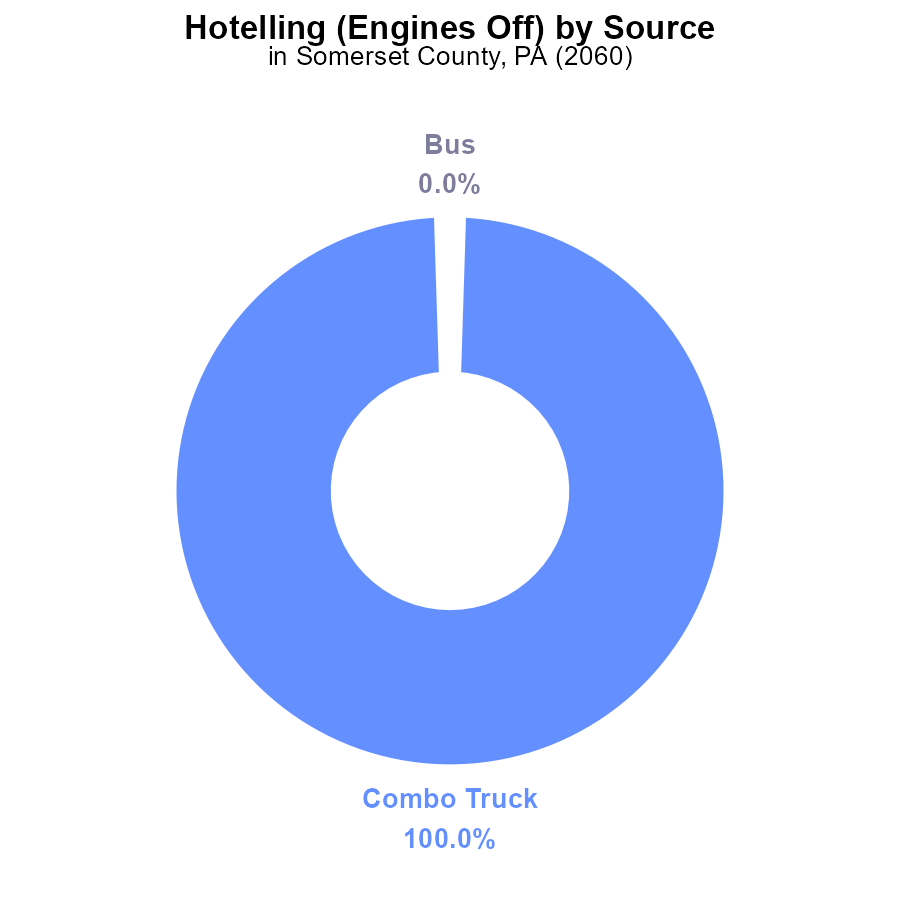 Hotelling (Engines Off) by Source
in Somerset County, PA (2060)
Bus
0.0%
Combo Truck
100.0%